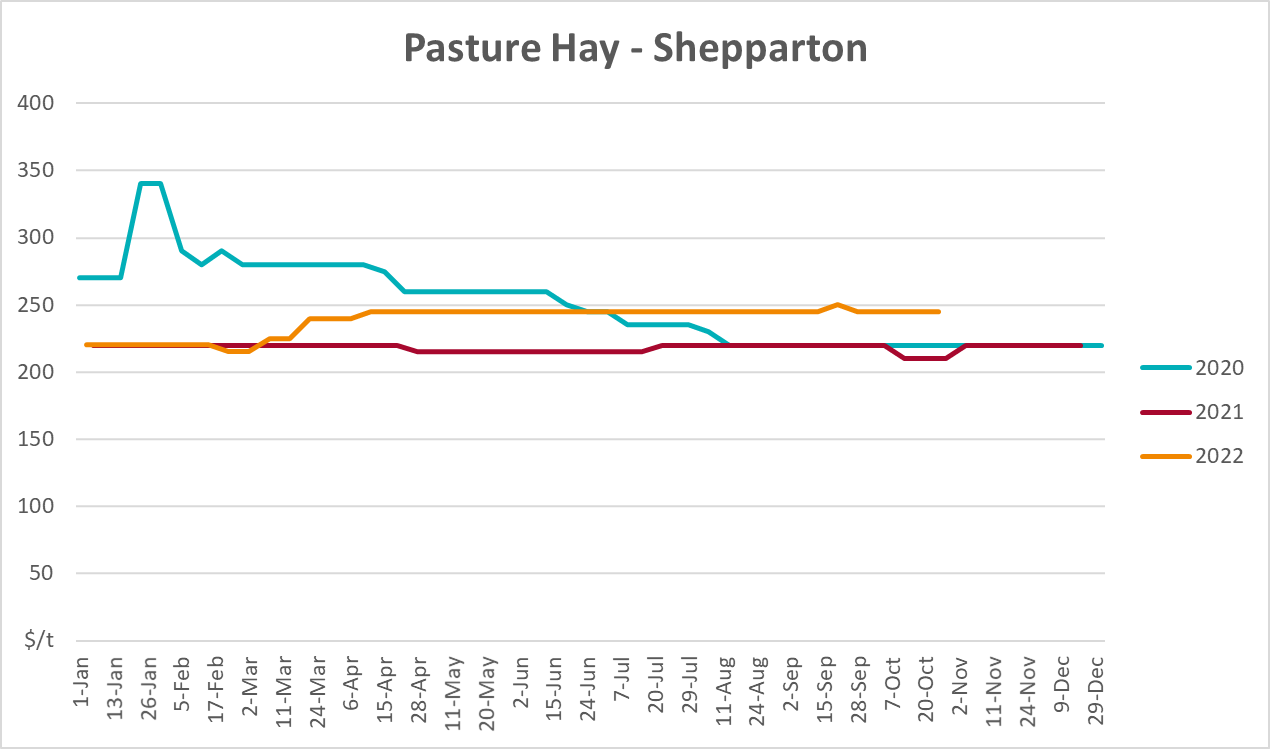 Pasture Hay - Shepparton
400
350
300
250
200
150
100
50
$/t
1-Jan
13-Jan
26-Jan
5-Feb
17-Feb
2-Mar
11-Mar
24-Mar
6-Apr
15-Apr
28-Apr
11-May
20-May
2-Jun
15-Jun
24-Jun
7-Jul
20-Jul
29-Jul
11-Aug
24-Aug
2-Sep
15-Sep
28-Sep
7-Oct
20-Oct
2-Nov
11-Nov
24-Nov
9-Dec
29-Dec
2020
2021
2022